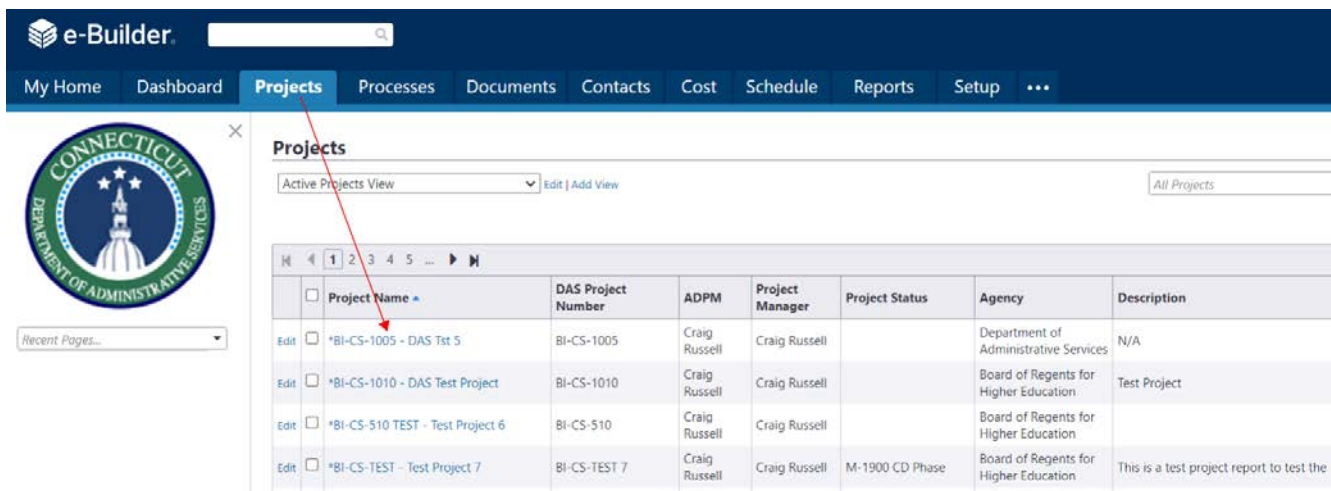 e-Builder.
My Home Dashboard Projects Processes Documents Contacts Cost Schedule Reports Setup •••
CONNECTICUT
DEPARTMENT OF ADMINISTRATIVE SERVICES
Recent Pages...
Projects
Active Projects View Edit | Add View All Projects
1 2 3 4 5 ...
Project Name DAS Project Number ADPM Project Manager Project Status Agency Description
Edit *BI-CS-1005 - DAS Tst 5 BI-CS-1005 Craig Russell Craig Russell Department of Administrative Services N/A
Edit *BI-CS-1010 - DAS Test Project BI-CS-1010 Craig Russell Craig Russell Board of Regents for Higher Education Test Project
Edit *BI-CS-510 TEST - Test Project 6 BI-CS-510 Craig Russell Craig Russell Board of Regents for Higher Education
Edit *BI-CS-TEST - Test Project 7 BI-CS-TEST 7 Craig Russell Craig Russell M-1900 CD Phase Board of Regents for Higher Education This is a test project report to test the